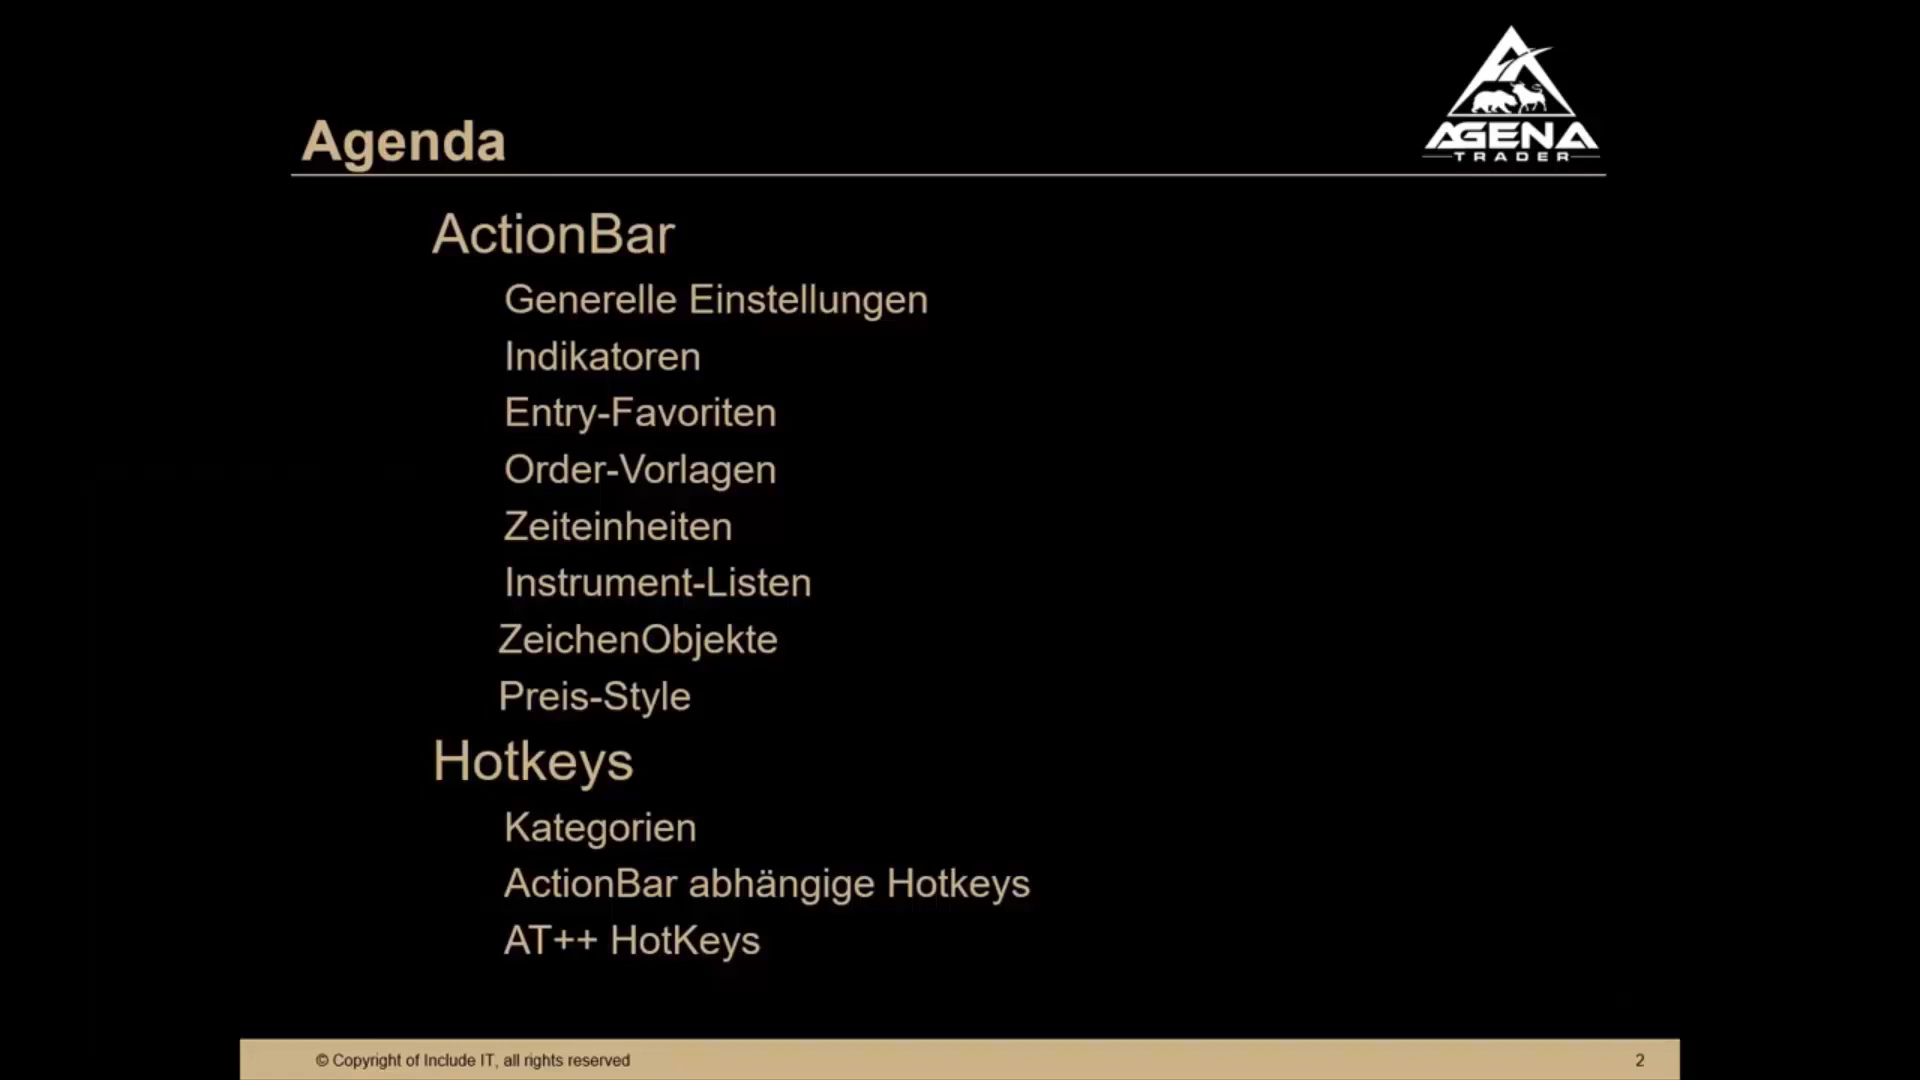 AGENA
TRADER
Agenda
ActionBar
Generelle Einstellungen
Indikatoren
Entry-Favoriten
Order-Vorlagen
Zeiteinheiten
Instrument-Listen
ZeichenObjekte
Preis-Style
Hotkeys
Kategorien
ActionBar abhängige Hotkeys
AT++ HotKeys
© Copyright of Include IT, all rights reserved
2